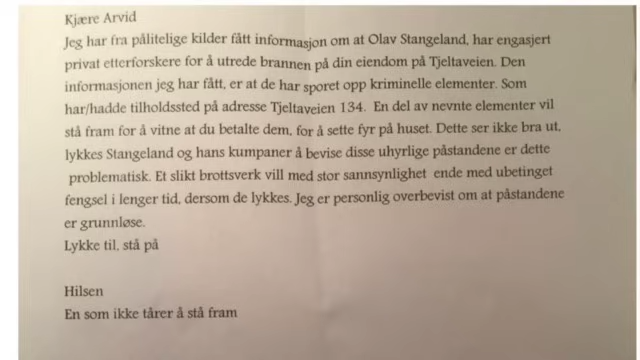 Kjære Arvid
Jeg har fra pålitelige kilder fått informasjon om at Olav Stangeland, har engasjert
privat etterforskere for å utrede brannen på din eiendom på Tjeltaveien. Den
informasjonen jeg har fått, er at de har sporet opp kriminelle elementer. Som
har/hadde tilholdssted på adresse Tjeltaveien 134. En del av nevnte elementer vil
stå fram for å vitne at du betalte dem, for å sette fyr på huset. Dette ser ikke bra ut,
lykkes Stangeland og hans kumpaner å bevise disse uhyrlige påstandene er dette
problematisk. Et slikt brottsverk vill med stor sannsynlighet ende med ubetinget
fengsel i lenger tid, dersom de lykkes. Jeg er personlig overbevist om at påstandene
er grunnløse.
Lykke til, stå på
Hilsen
En som ikke tårer å stå fram